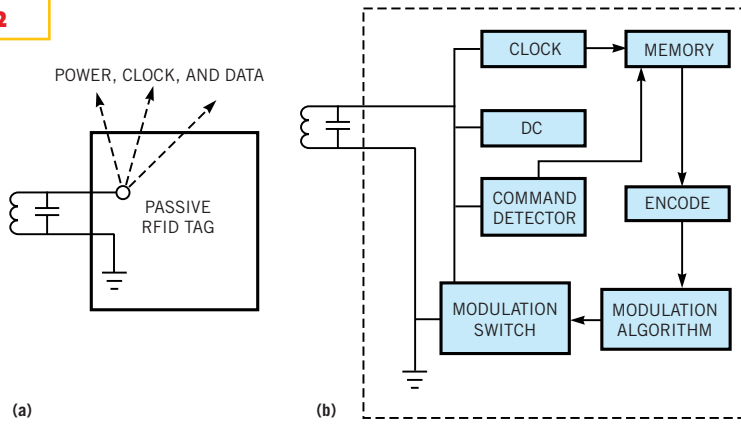 2
POWER, CLOCK, AND DATA
PASSIVE
RFID TAG
(a)
CLOCK
MEMORY
DC
COMMAND
DETECTOR
ENCODE
MODULATION
SWITCH
MODULATION
ALGORITHM
(b)